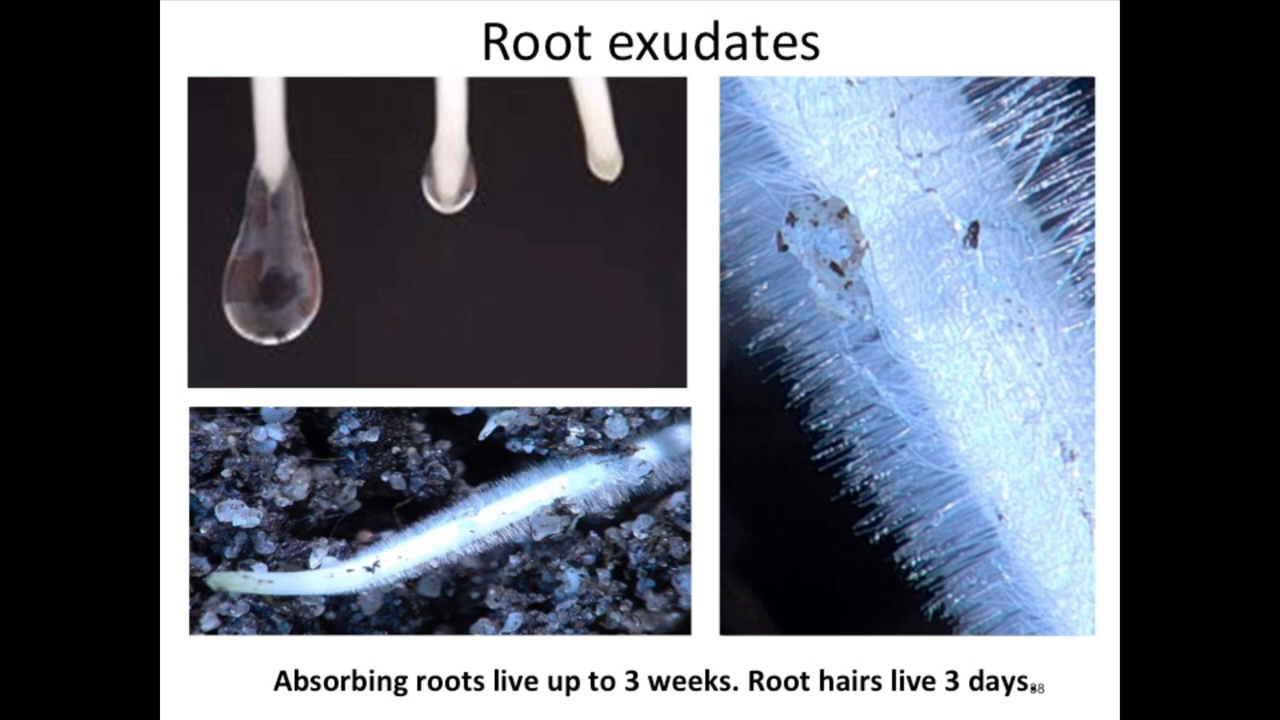 Root exudates
Absorbing roots live up to 3 weeks. Root hairs live 3 days.